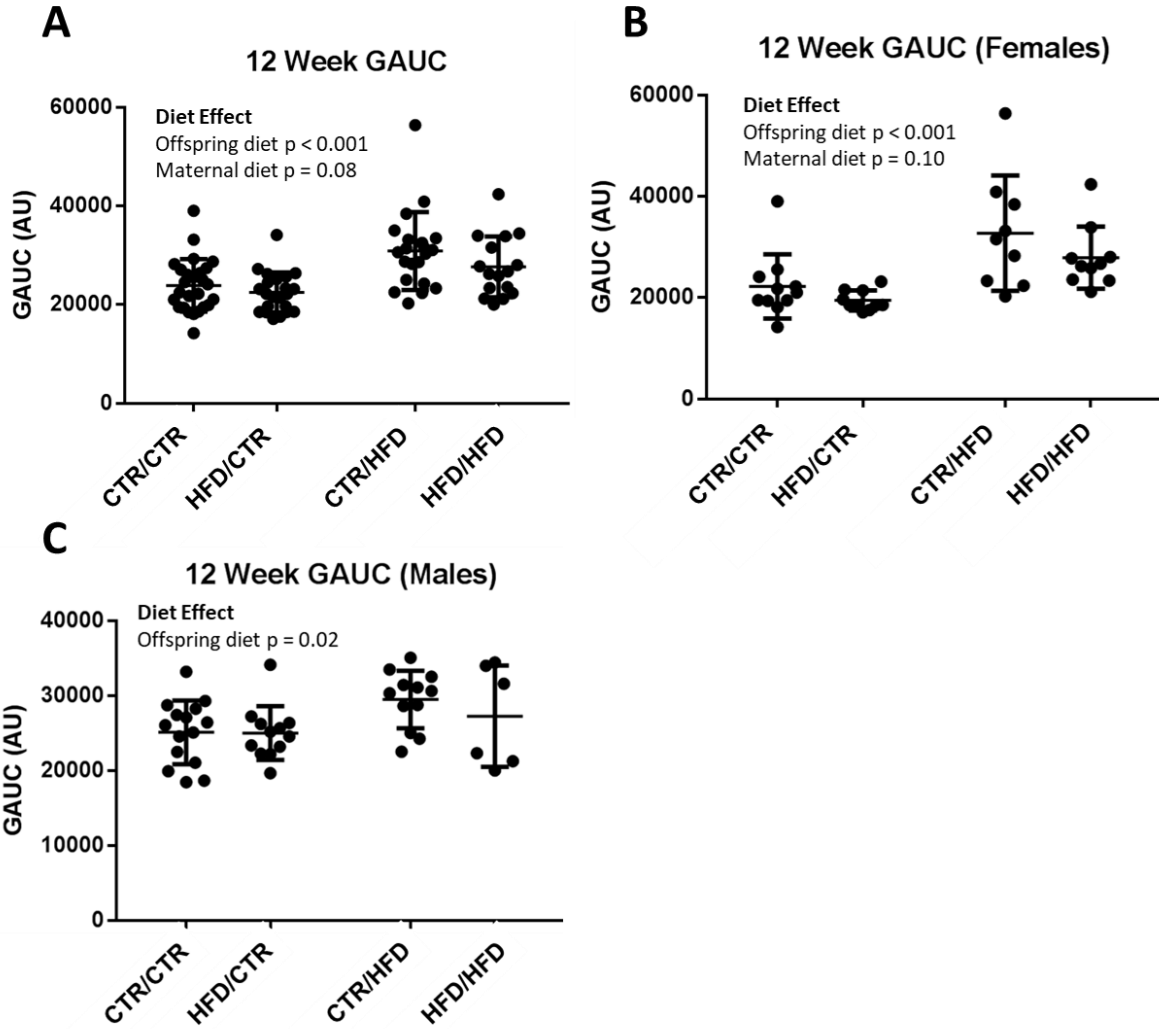 A
12 Week GAUC
Diet Effect
Offspring diet p < 0.001
Maternal diet p = 0.08
GAUC (AU)
60000
40000
20000
0
CTR/CTR
HFD/CTR
CTR/HFD
HFD/HFD
B
12 Week GAUC (Females)
Diet Effect
Offspring diet p < 0.001
Maternal diet p = 0.10
GAUC (AU)
60000
40000
20000
0
CTR/CTR
HFD/CTR
CTR/HFD
HFD/HFD
C
12 Week GAUC (Males)
Diet Effect
Offspring diet p = 0.02
GAUC (AU)
40000
30000
20000
10000
0
CTR/CTR
HFD/CTR
CTR/HFD
HFD/HFD